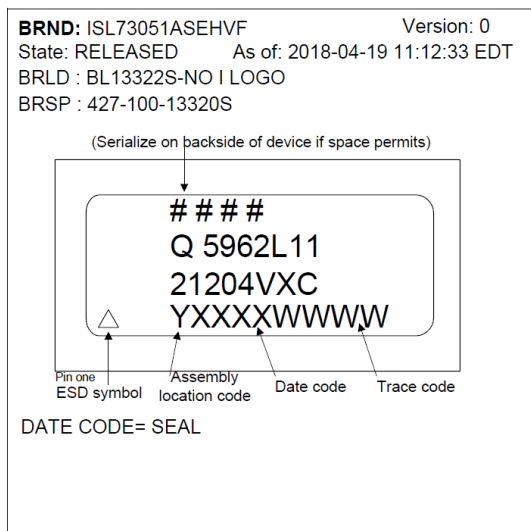 BRND: ISL73051ASEHVF Version: 0
State: RELEASED As of: 2018-04-19 11:12:33 EDT
BRLD : BL13322S-NO I LOGO
BRSP : 427-100-13320S
(Serialize on backside of device if space permits)
# # # #
Q 5962L11
21204VXC
YXXXXWWWW
Pin one
ESD symbol
Assembly
location code
Date code
Trace code
DATE CODE= SEAL